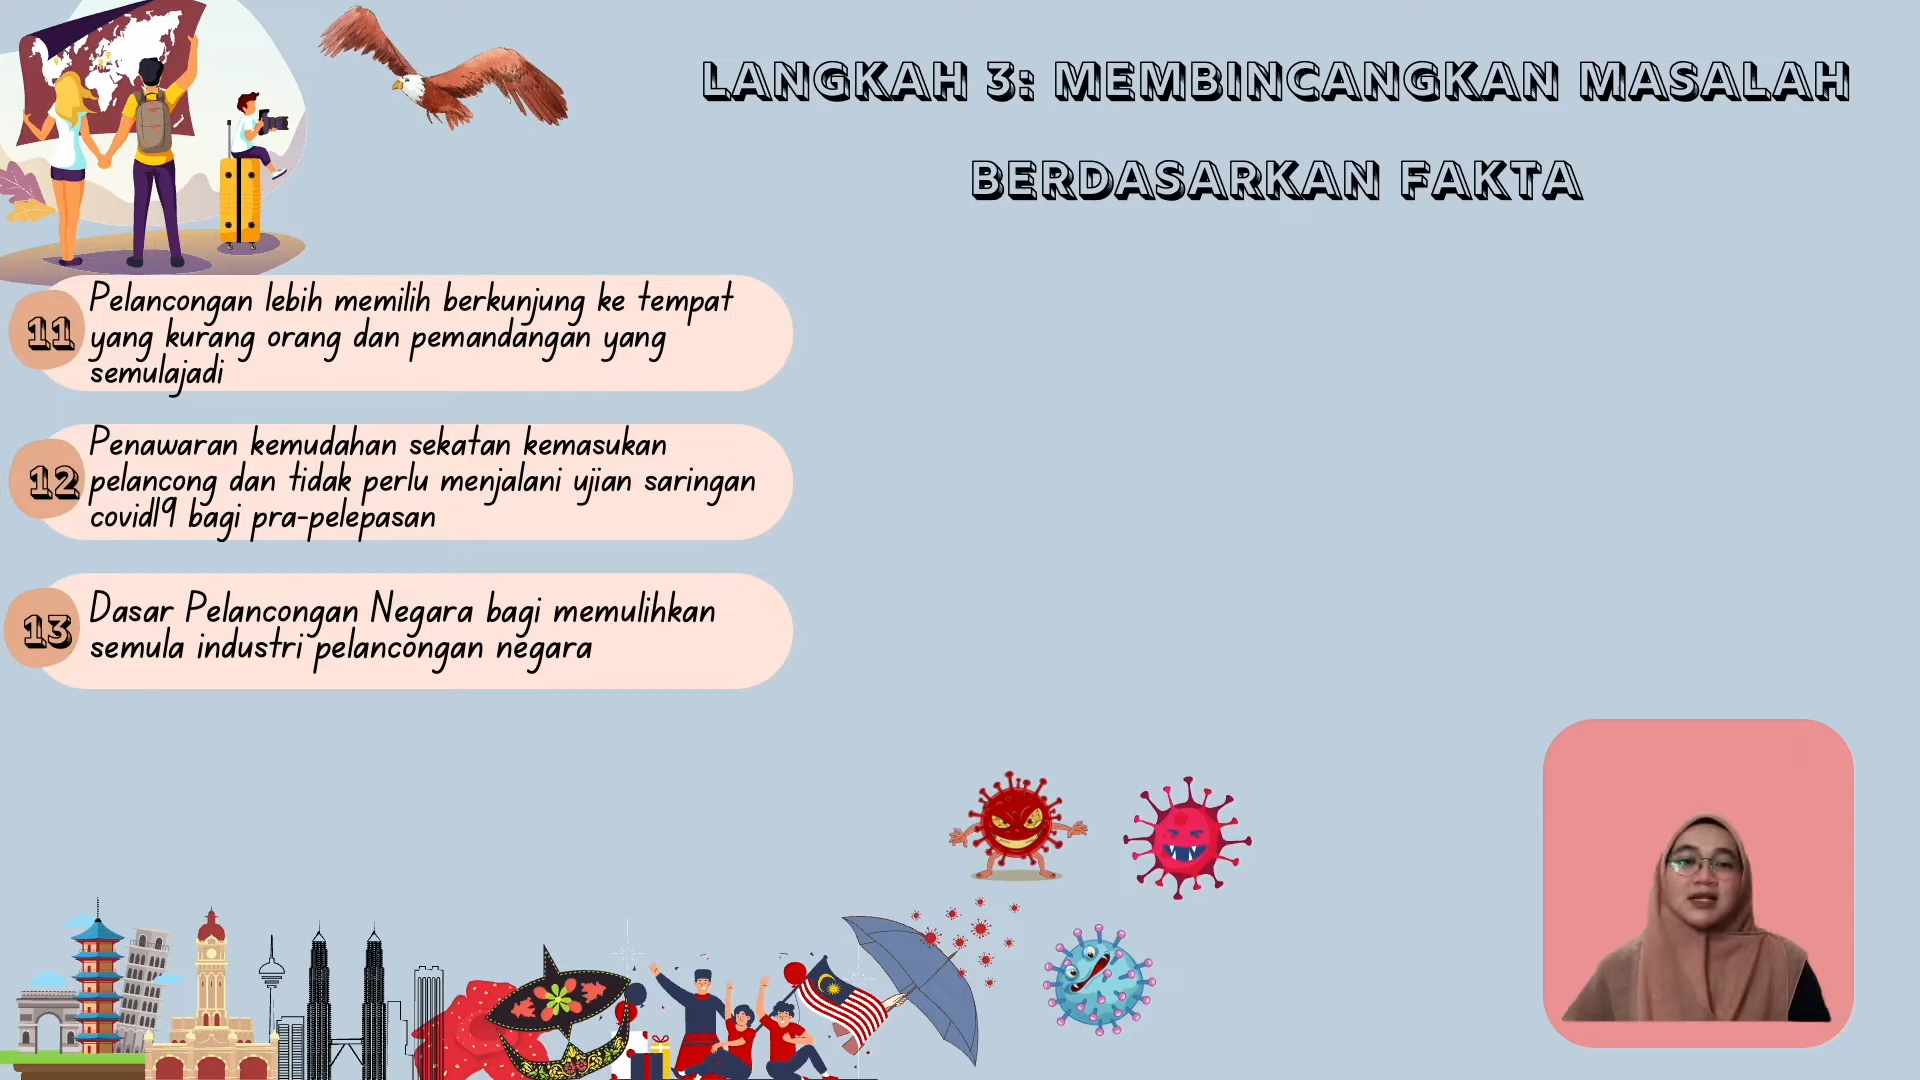 LANGKAH 3: MEMBINCANGKAN MASALAH
BERDASARKAN FAKTA
11
Pelancongan lebih memilih berkunjung ke tempat
yang kurang orang dan pemandangan yang
semulajadi
12
Penawaran kemudahan sekatan kemasukan
pelancong dan tidak perlu menjalani ujian saringan
covid19 bagi pra-pelepasan
13
Dasar Pelancongan Negara bagi memulihkan
semula industri pelancongan negara